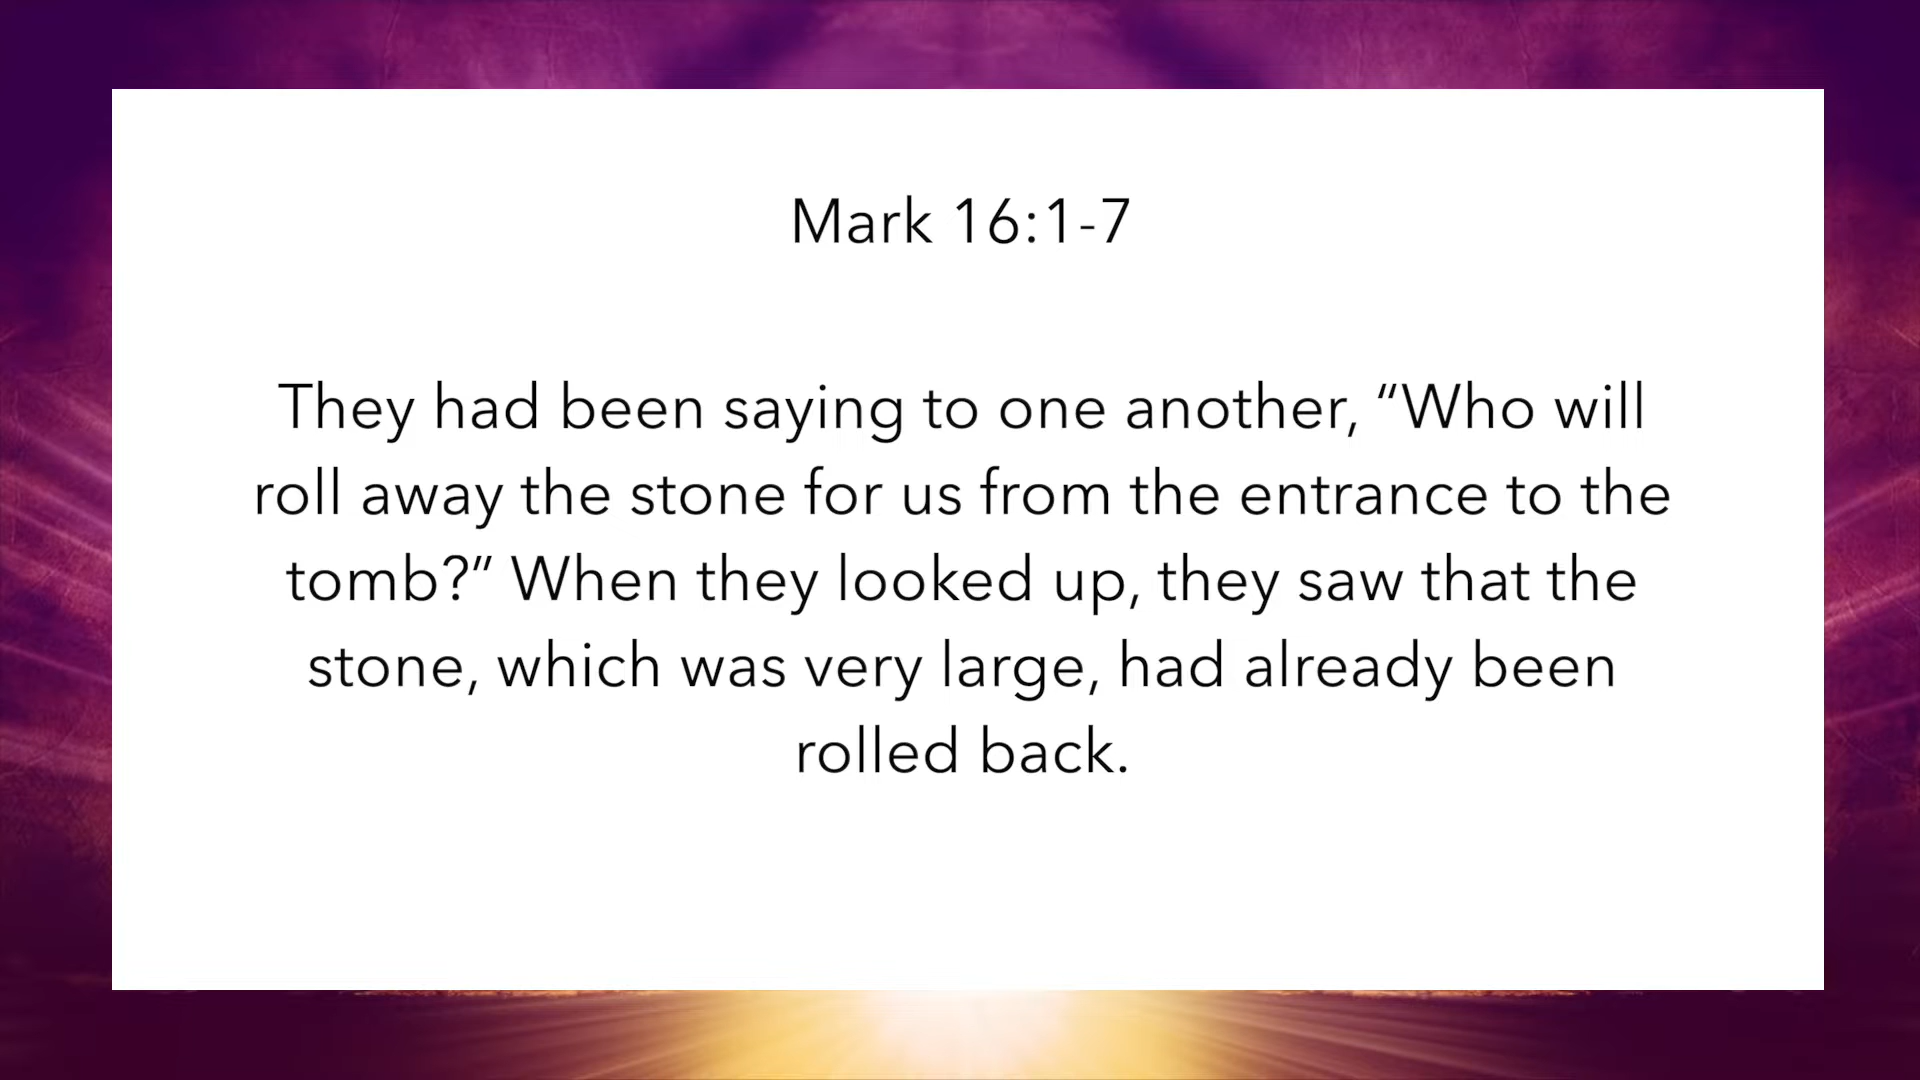 Mark 16:1-7
They had been saying to one another, “Who will
roll away the stone for us from the entrance to the
tomb?” When they looked up, they saw that the
stone, which was very large, had already been
rolled back.